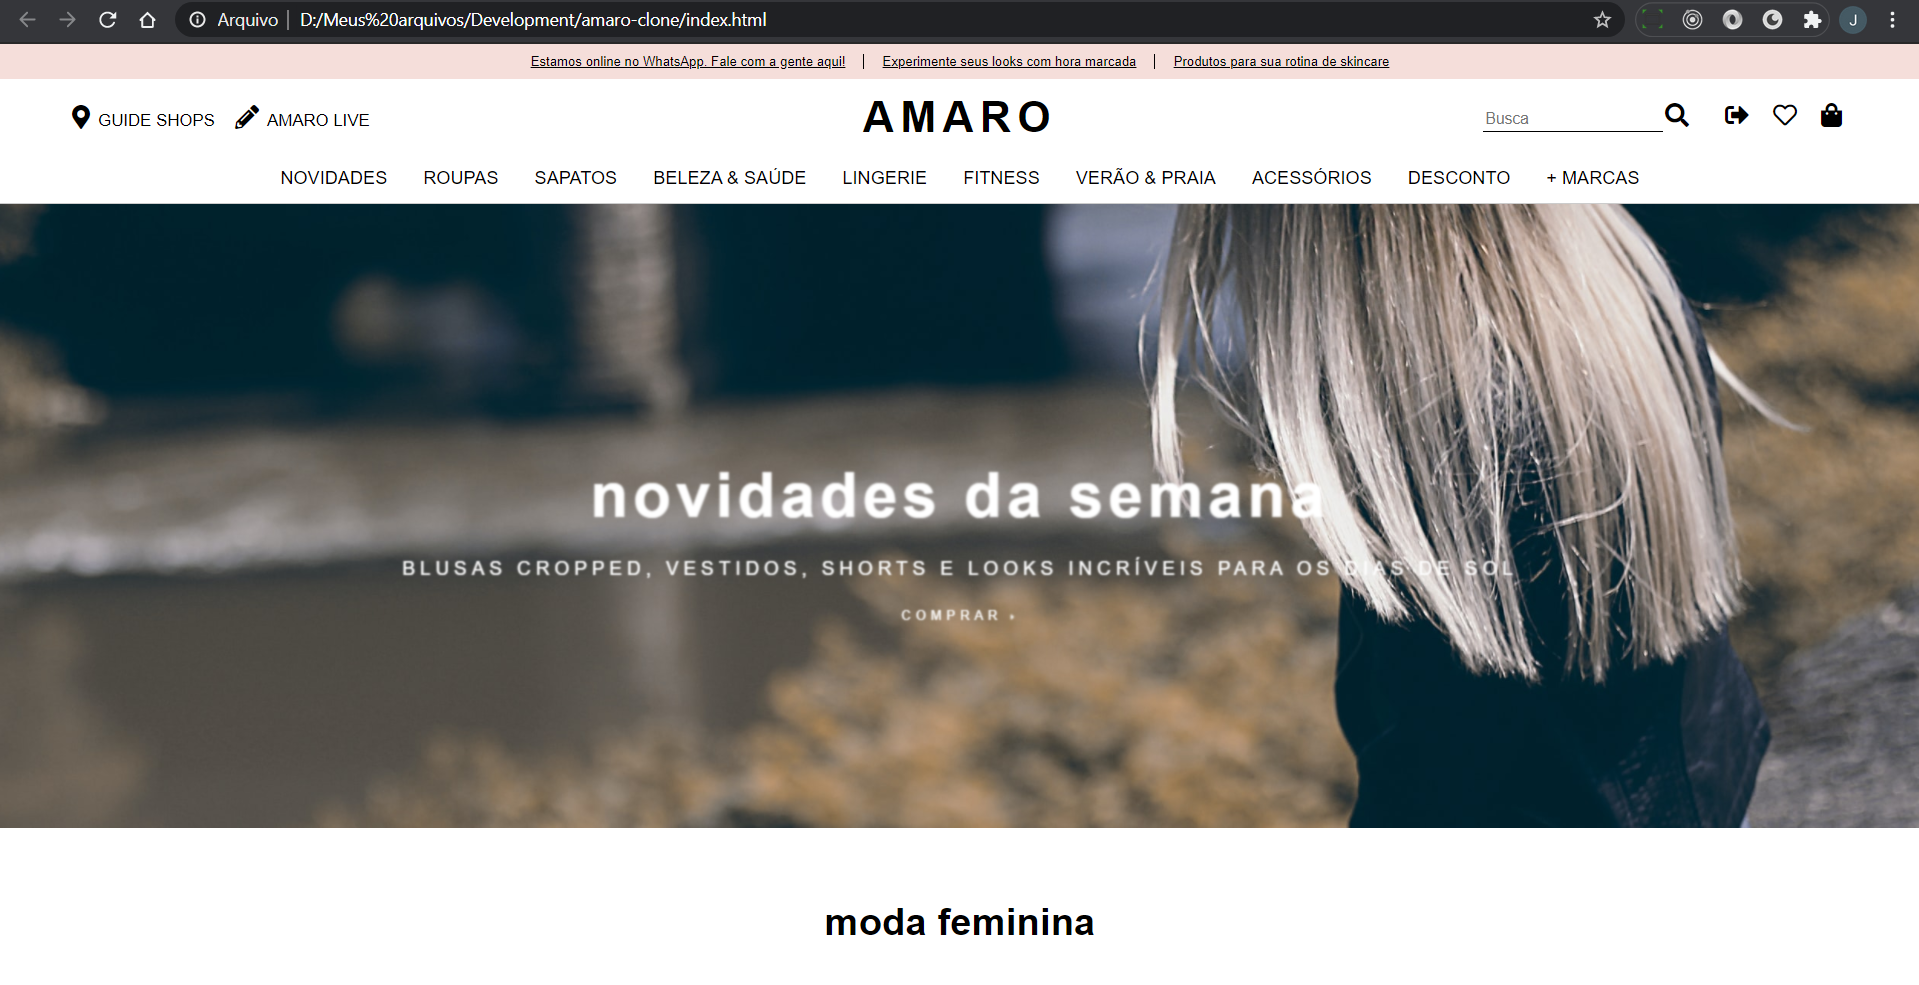 Arquivo | D:/Meus%20arquivos/Development/amaro-clone/index.html
J
Estamos online no WhatsApp. Fale com a gente aqui! | Experimente seus looks com hora marcada | Produtos para sua rotina de skincare
GUIDE SHOPS AMARO LIVE AMARO Busca
NOVIDADES ROUPAS SAPATOS BELEZA & SAÚDE LINGERIE FITNESS VERÃO & PRAIA ACESSÓRIOS DESCONTO + MARCAS
novidades da semana
BLUSAS CROPPED, VESTIDOS, SHORTS E LOOKS INCRÍVEIS PARA OS DIAS DE SOL
COMPRAR ›
moda feminina